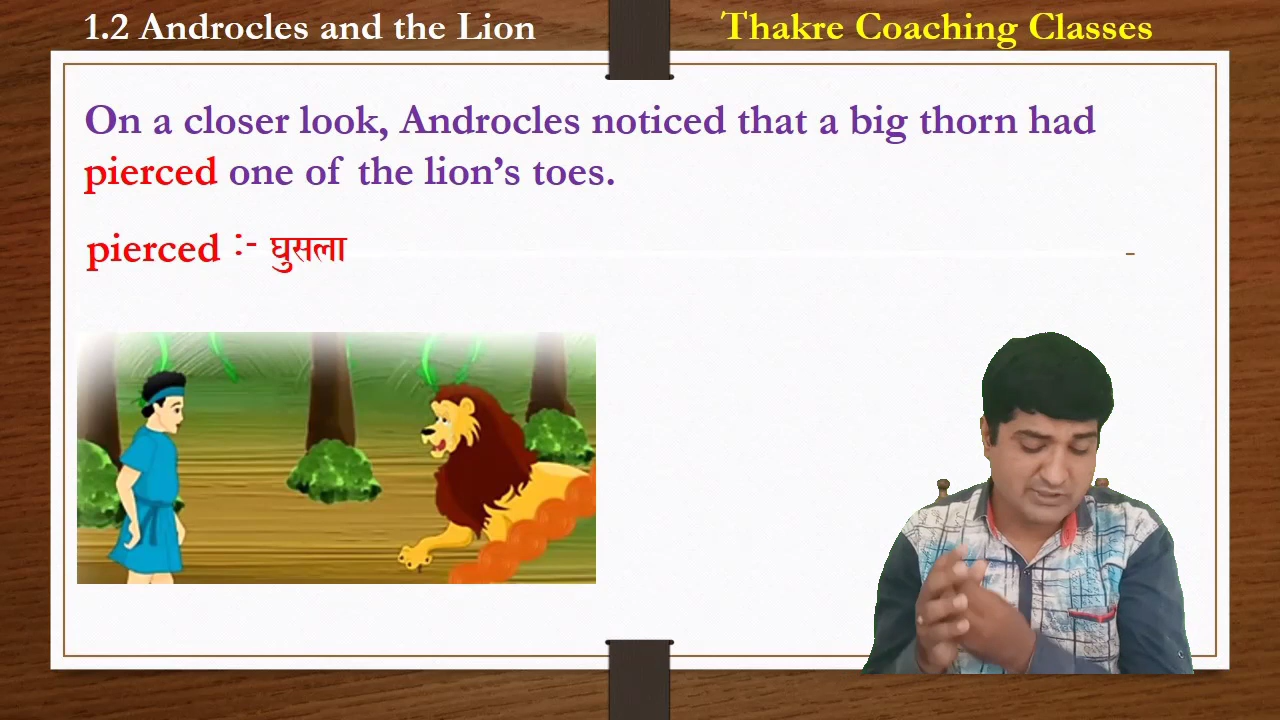 1.2 Androcles and the Lion
Thakre Coaching Classes
On a closer look, Androcles noticed that a big thorn had
pierced one of the lion’s toes.
pierced :- घुसला